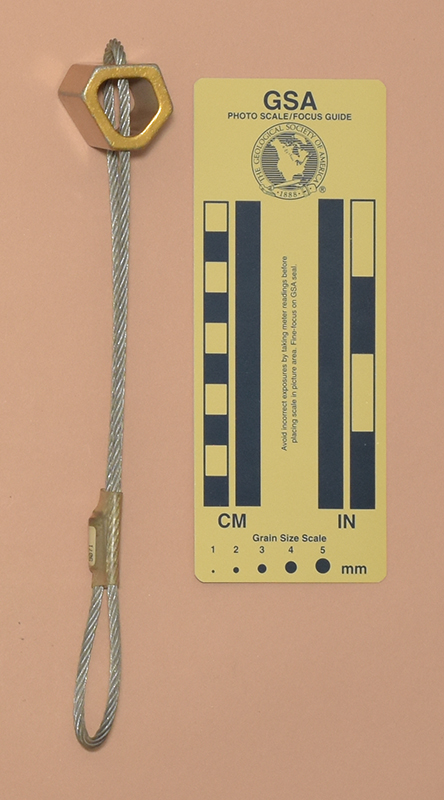 GSA
PHOTO SCALE/FOCUS GUIDE
THE GEOLOGICAL SOCIETY OF AMERICA
1888
®
Avoid incorrect exposures by taking meter readings before
placing scale in picture area. Fine-focus on GSA seal.
CM IN
Grain Size Scale
1 2 3 4 5
mm